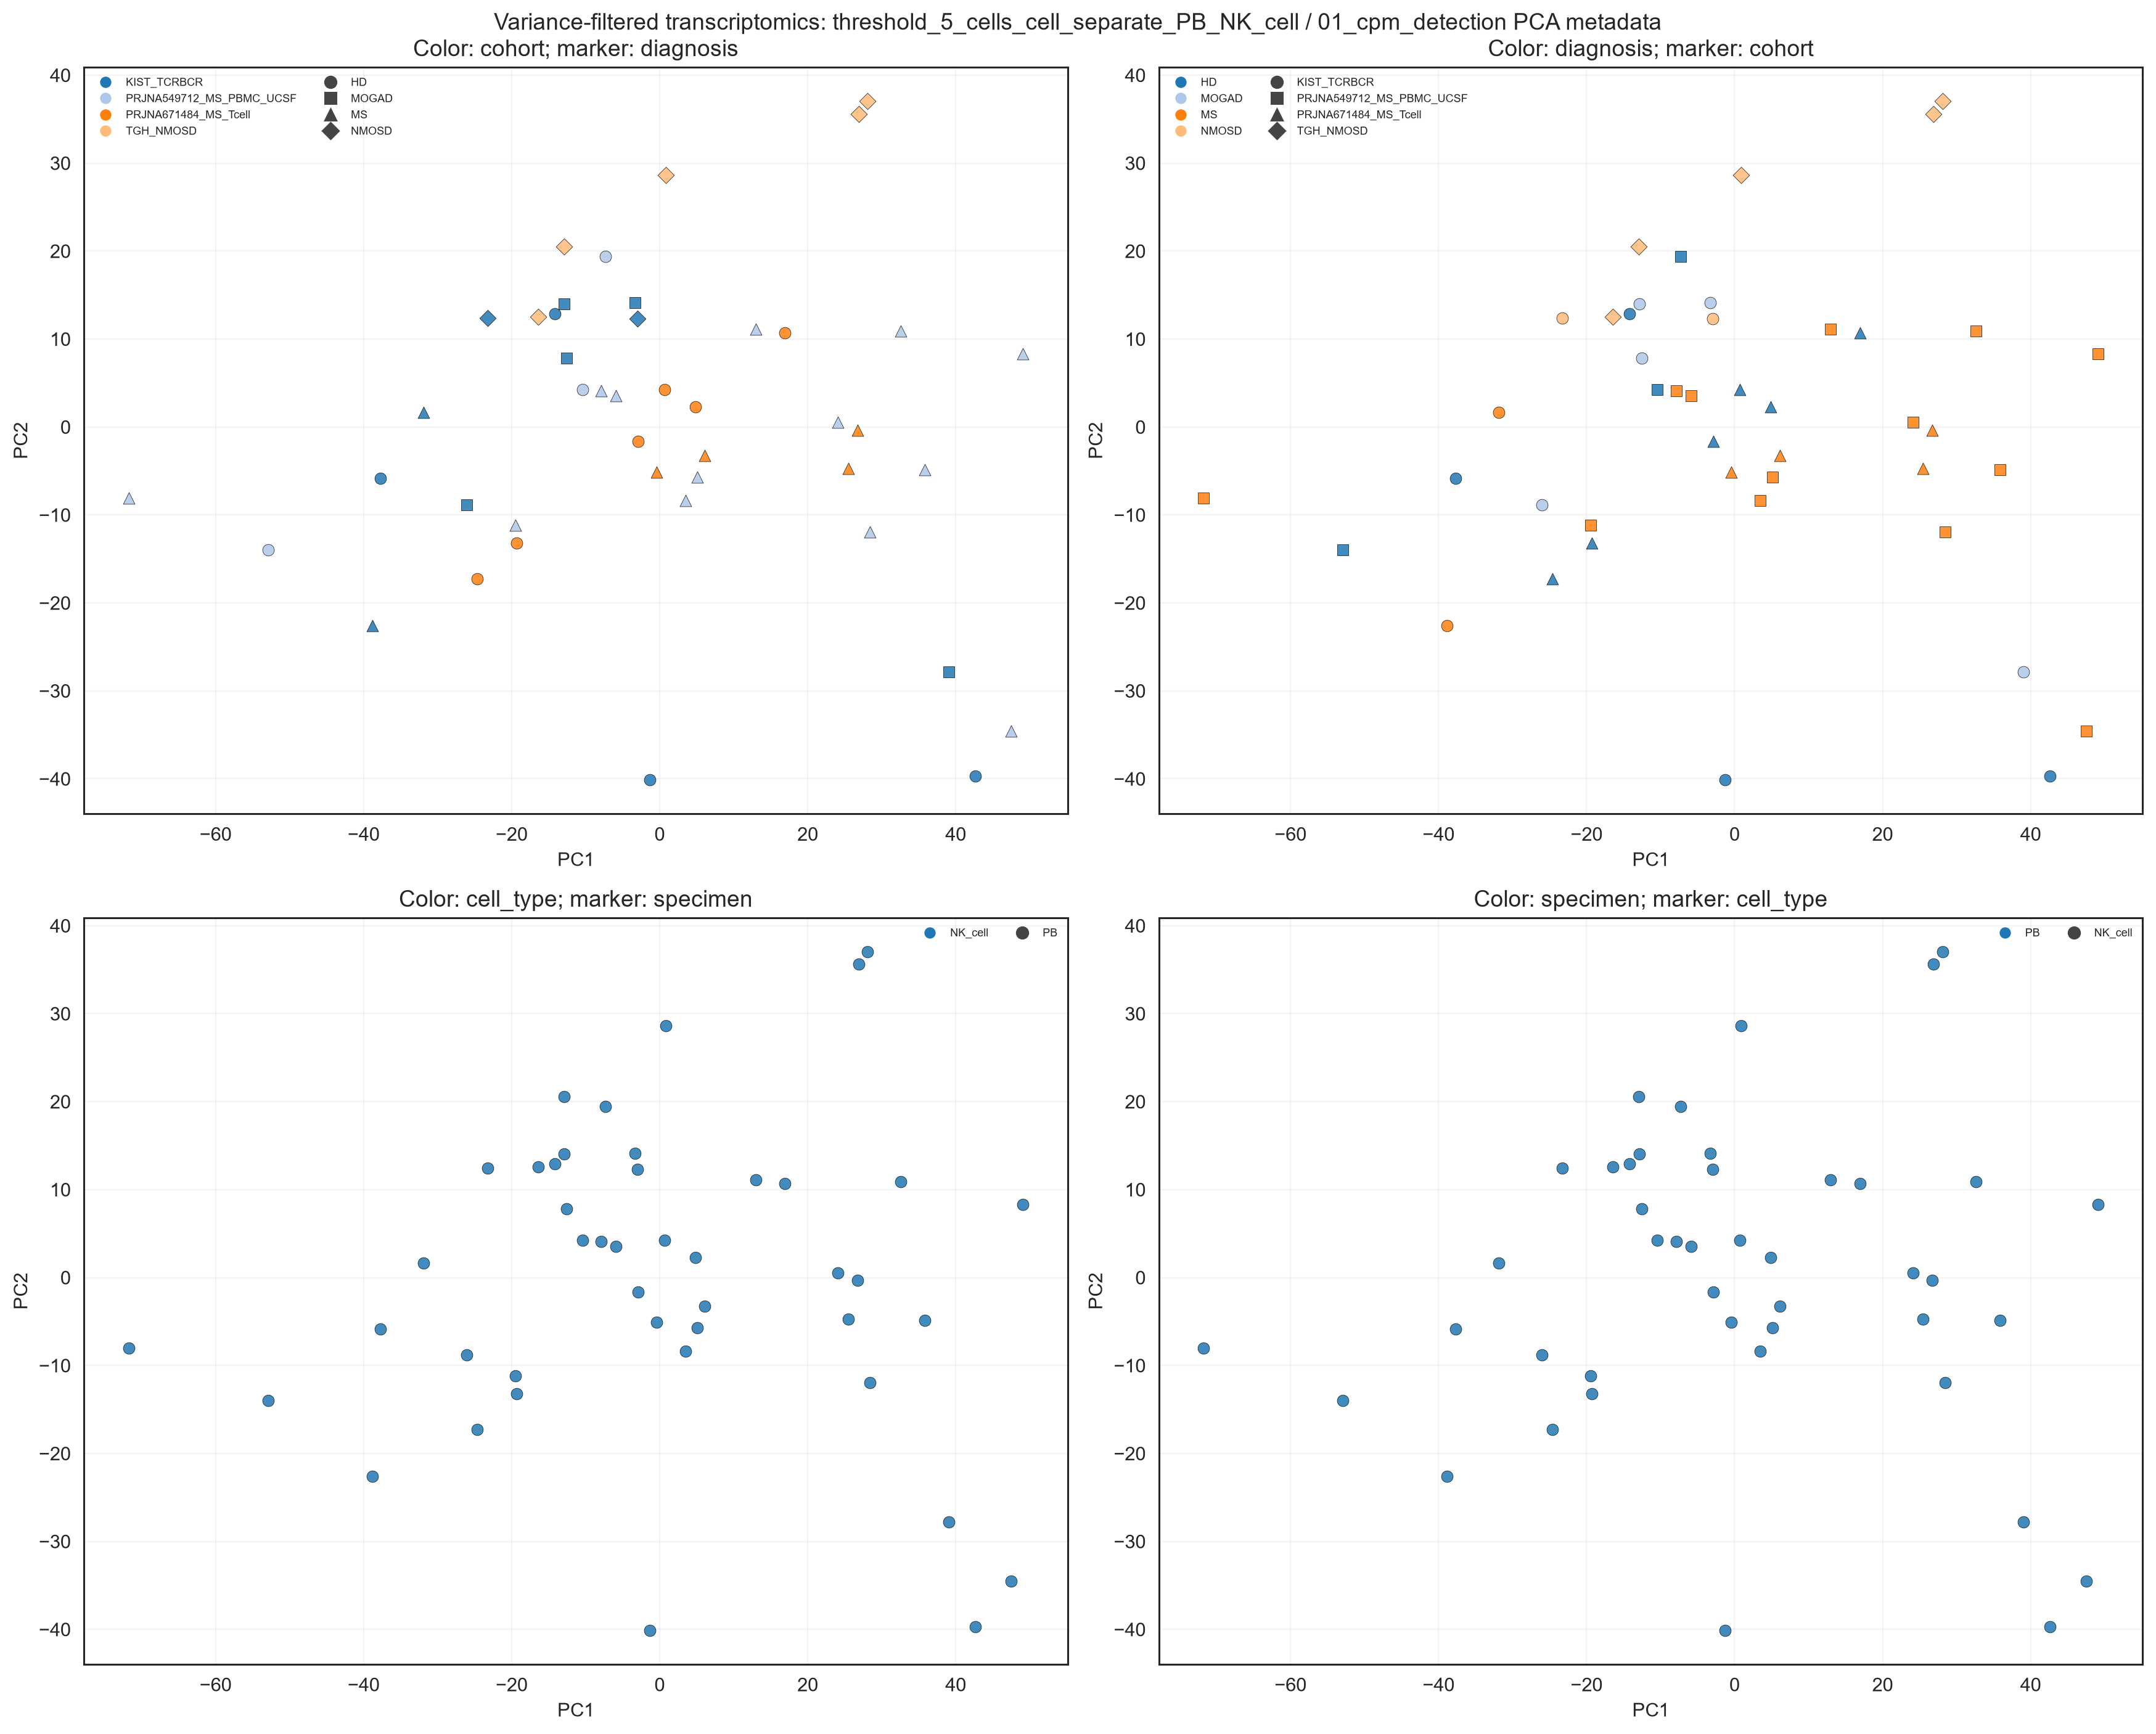 Variance-filtered transcriptomics: threshold_5_cells_cell_separate_PB_NK_cell / 01_cpm_detection PCA metadata
Color: cohort; marker: diagnosis
KIST_TCRBCR HD
PRJNA549712_MS_PBMC_UCSF MOGAD
PRJNA671484_MS_Tcell MS
TGH_NMOSD NMOSD
40
30
20
10
0
−10
−20
−30
−40
PC2
−60 −40 −20 0 20 40
PC1
Color: diagnosis; marker: cohort
HD KIST_TCRBCR
MOGAD PRJNA549712_MS_PBMC_UCSF
MS PRJNA671484_MS_Tcell
NMOSD TGH_NMOSD
40
30
20
10
0
−10
−20
−30
−40
PC2
−60 −40 −20 0 20 40
PC1
Color: cell_type; marker: specimen
NK_cell PB
40
30
20
10
0
−10
−20
−30
−40
PC2
−60 −40 −20 0 20 40
PC1
Color: specimen; marker: cell_type
PB NK_cell
40
30
20
10
0
−10
−20
−30
−40
PC2
−60 −40 −20 0 20 40
PC1